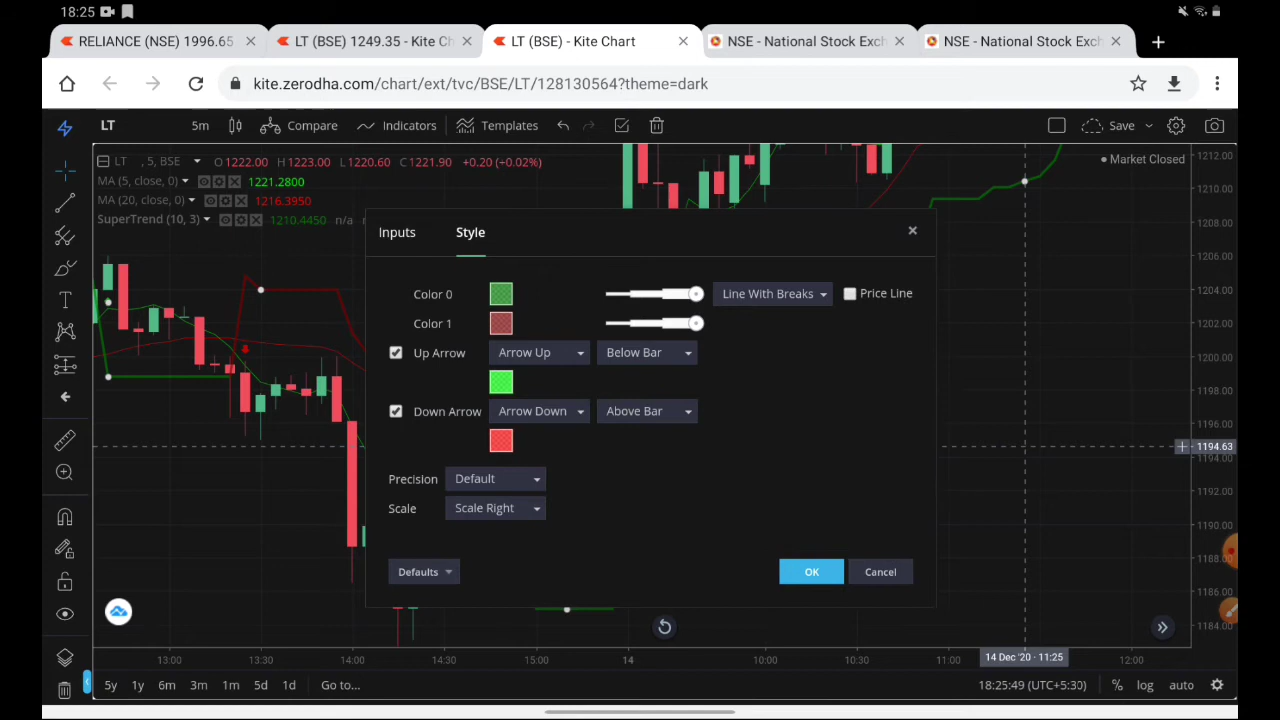 18:25
RELIANCE (NSE) 1996.65
LT (BSE) 1249.35 - Kite Ch
LT (BSE) - Kite Chart
NSE - National Stock Exch
NSE - National Stock Exch
kite.zerodha.com/chart/ext/tvc/BSE/LT/128130564?theme=dark
LT 5m Compare Indicators Templates Save
LT , 5, BSE O 1222.00 H 1223.00 L 1220.60 C 1221.90 +0.20 (+0.02%)
Market Closed
MA (5, close, 0) 1221.2800
MA (20, close, 0) 1216.3950
SuperTrend (10, 3) 1210.4450 n/a
Inputs Style
Color 0 Line With Breaks Price Line
Color 1
Up Arrow Arrow Up Below Bar
Down Arrow Arrow Down Above Bar
Precision Default
Scale Scale Right
Defaults OK Cancel
1212.00
1210.00
1208.00
1206.00
1204.00
1202.00
1200.00
1198.00
1196.00
1194.63
1194.00
1192.00
1190.00
1188.00
1186.00
1184.00
13:00 13:30 14:00 14:30 15:00 14 10:00 10:30 11:00 14 Dec '20 · 11:25 12:00
5y 1y 6m 3m 1m 5d 1d Go to... 18:25:49 (UTC+5:30) % log auto